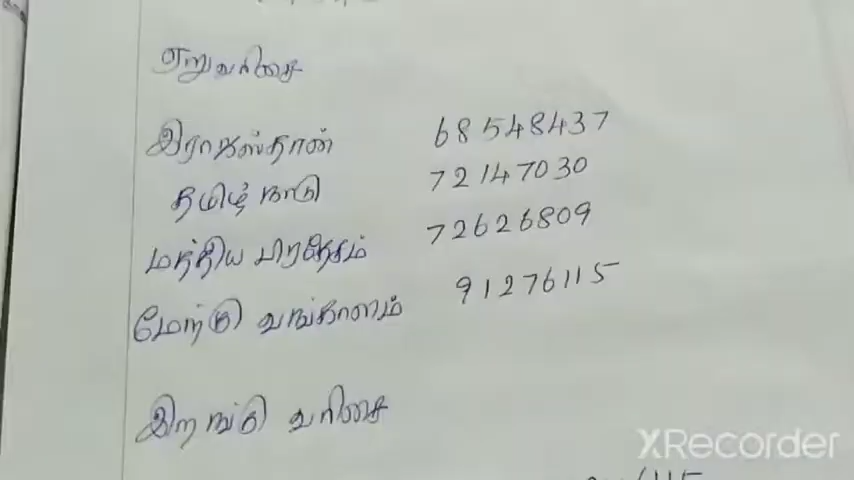 ஏறுவரிசை
இராஜஸ்தான் 68548437
தமிழ் நாடு 72147030
மத்திய பிரதேசம் 72626809
மேற்கு வங்காளம் 91276115
இறங்கு வரிசை
XRecorder